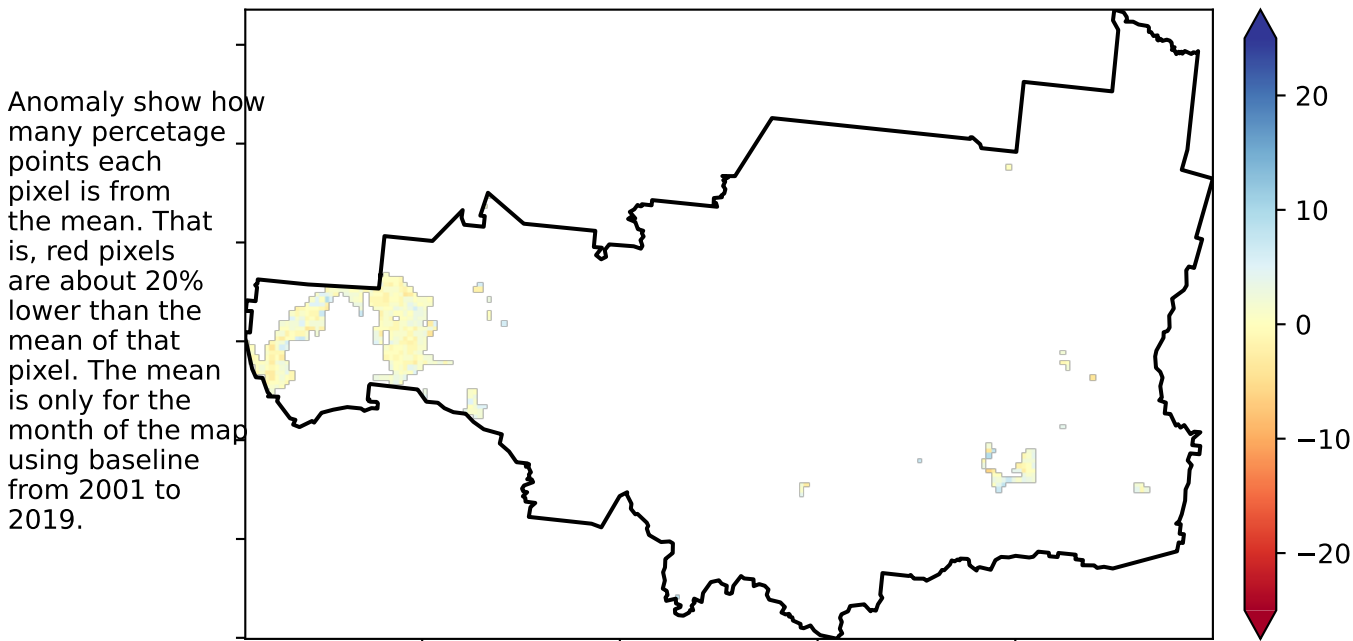 Anomaly show how
many percetage
points each
pixel is from
the mean. That
is, red pixels
are about 20%
lower than the
mean of that
pixel. The mean
is only for the
month of the map
using baseline
from 2001 to
2019.
20
10
0
−10
−20